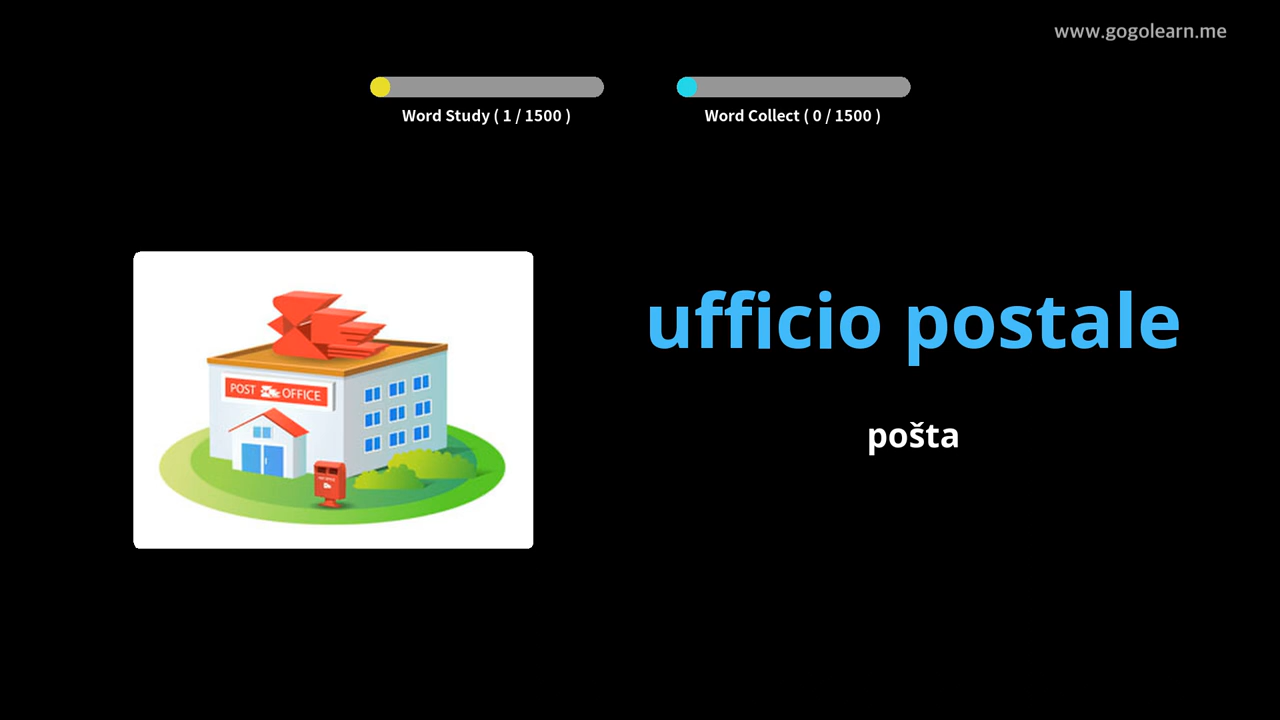 www.gogolearn.me
Word Study ( 1 / 1500 )
Word Collect ( 0 / 1500 )
POST OFFICE
ufficio postale
pošta